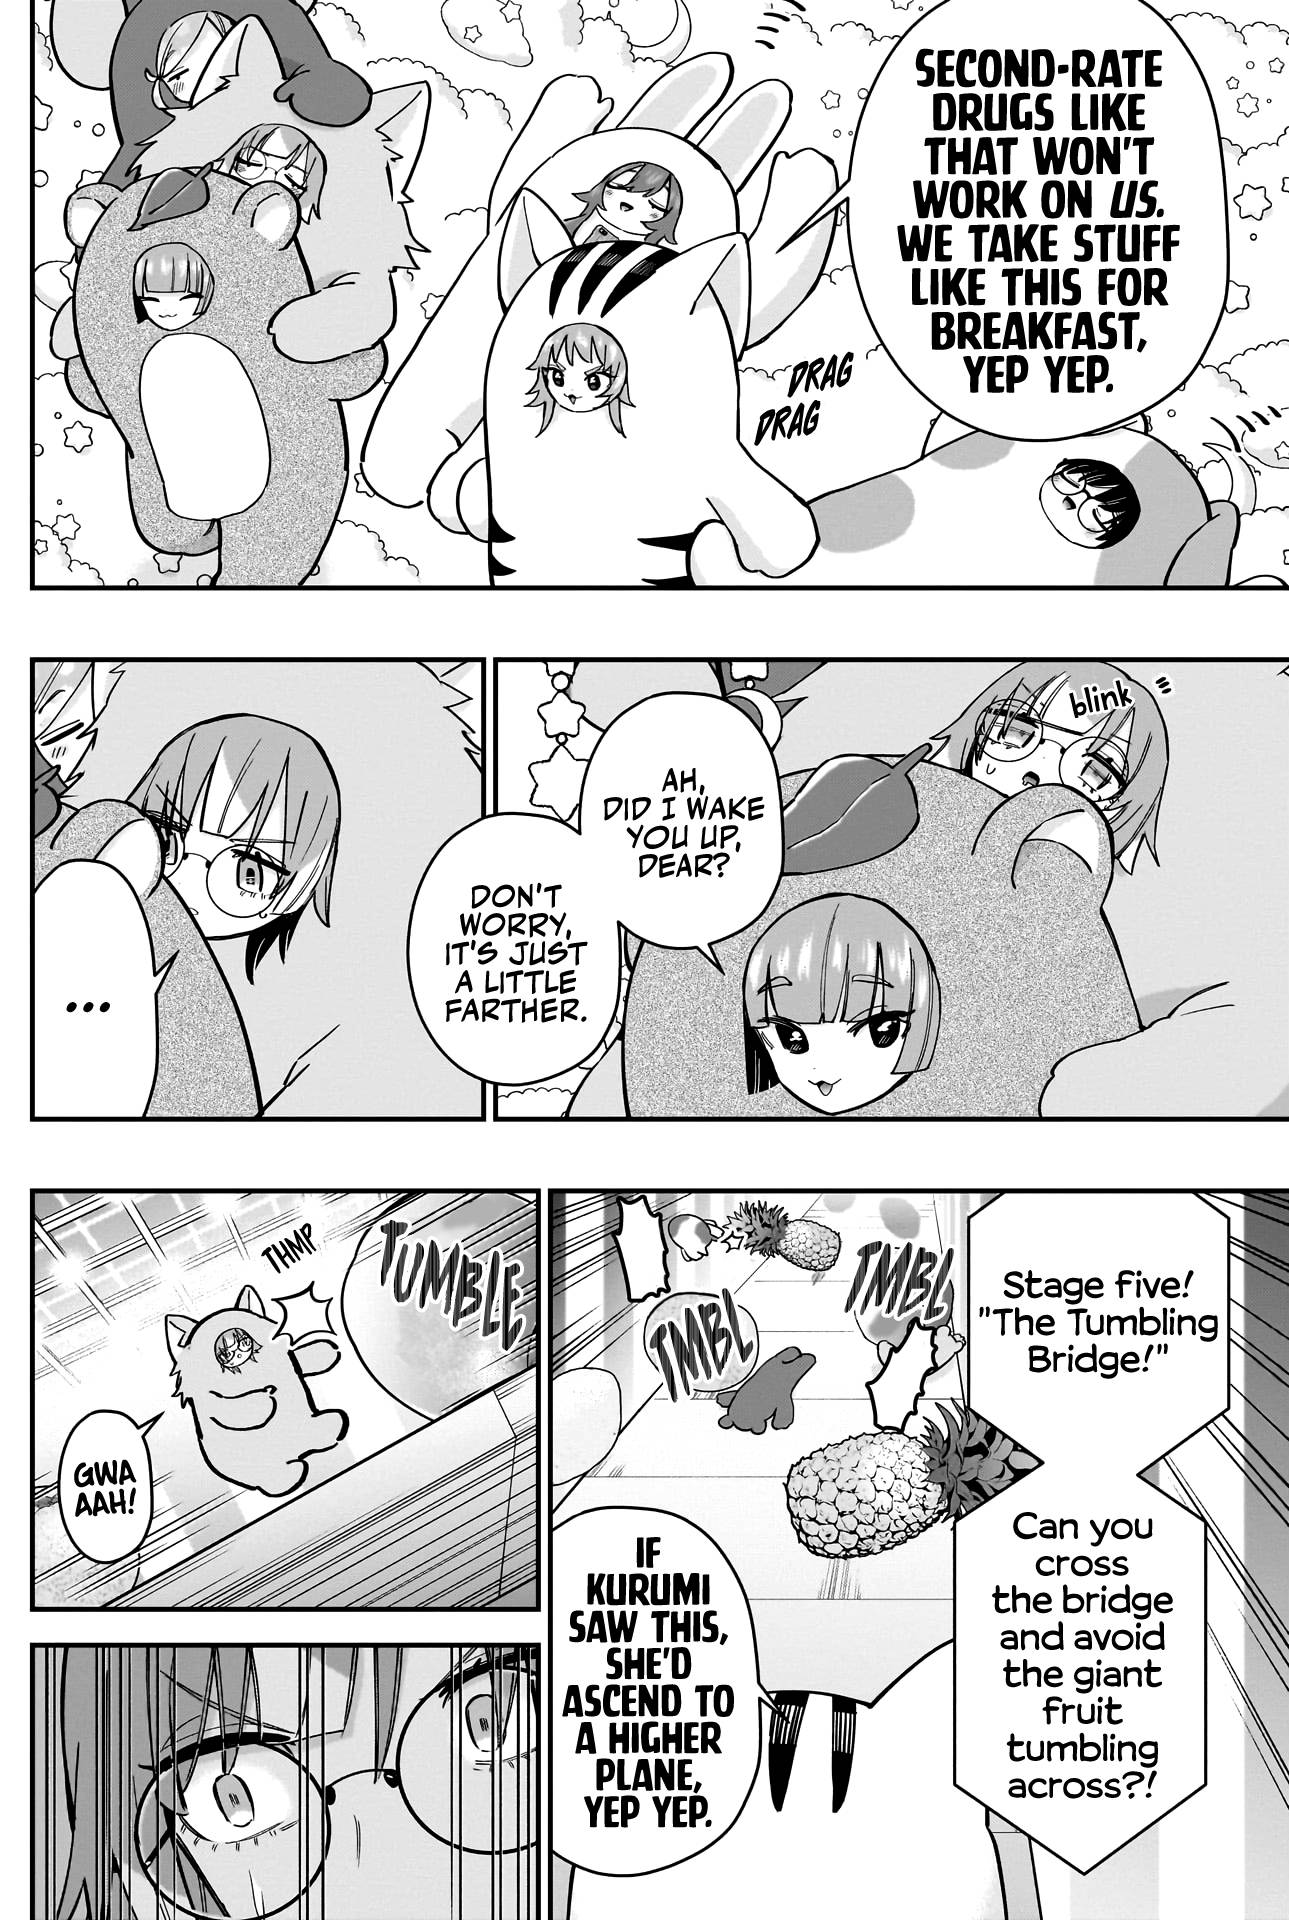 SECOND-RATE
DRUGS LIKE
THAT WON'T
WORK ON US.
WE TAKE STUFF
LIKE THIS FOR
BREAKFAST,
YEP YEP.
DRAG
DRAG
blink
AH,
DID I WAKE
YOU UP,
DEAR?
DON'T
WORRY,
IT'S JUST
A LITTLE
FARTHER.
...
Stage five!
"The Tumbling
Bridge!"
Can you
cross
the bridge
and avoid
the giant
fruit
tumbling
across?!
TMBL
TMBL
IF
KURUMI
SAW THIS,
SHE'D
ASCEND TO
A HIGHER
PLANE,
YEP YEP.
TUMBLE
THMP
GWA
AAH!